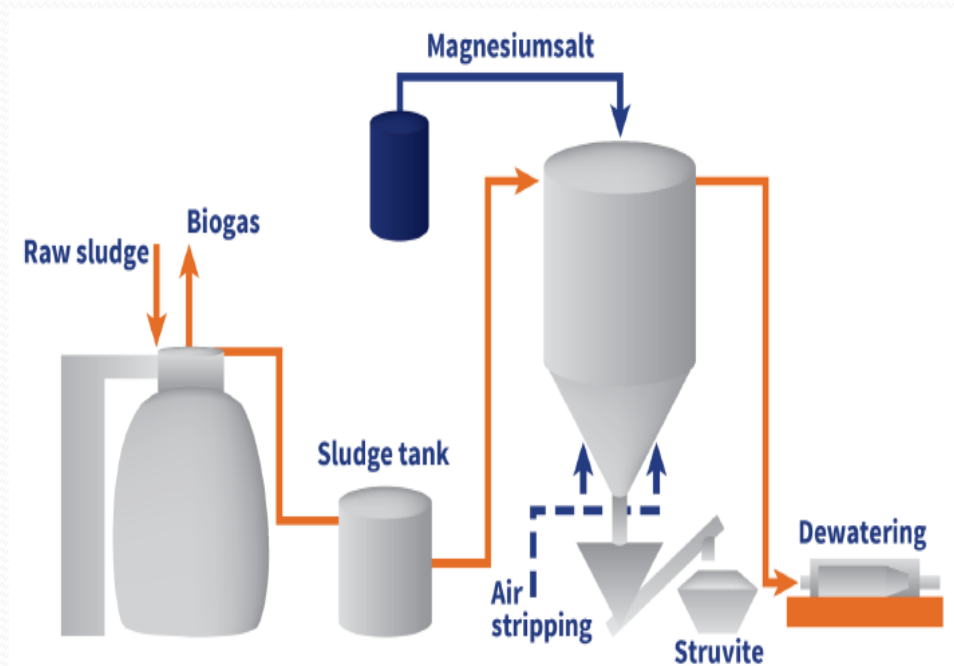 Magnesiumsalt
Biogas
Raw sludge
Sludge tank
Air
stripping
Dewatering
Struvite